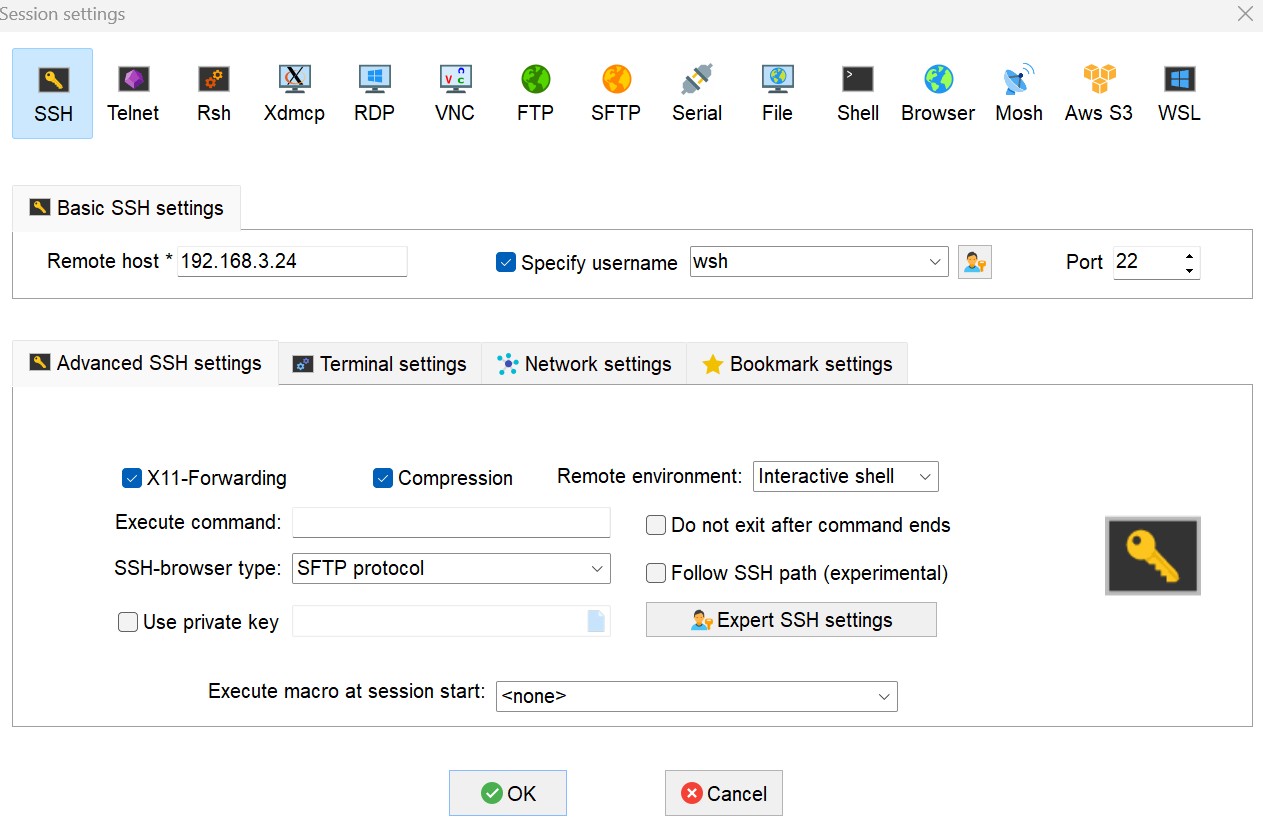 Session settings
SSH Telnet Rsh Xdmcp RDP VNC FTP SFTP Serial File Shell Browser Mosh Aws S3 WSL
Basic SSH settings
Remote host * 192.168.3.24 Specify username wsh Port 22
Advanced SSH settings Terminal settings Network settings Bookmark settings
X11-Forwarding Compression Remote environment: Interactive shell
Execute command: Do not exit after command ends
SSH-browser type: SFTP protocol Follow SSH path (experimental)
Use private key Expert SSH settings
Execute macro at session start: <none>
OK Cancel